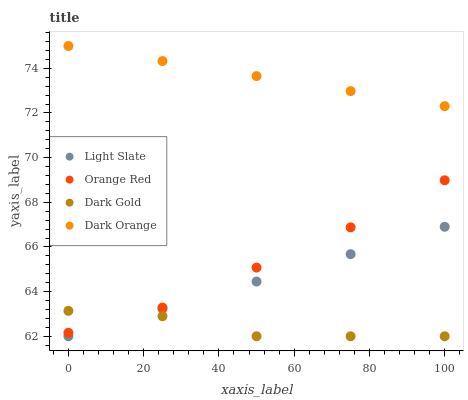 title
yaxis_label
74
72
70
68
66
64
62
Light Slate
Orange Red
Dark Gold
Dark Orange
0 20 40 60 80 100
xaxis_label